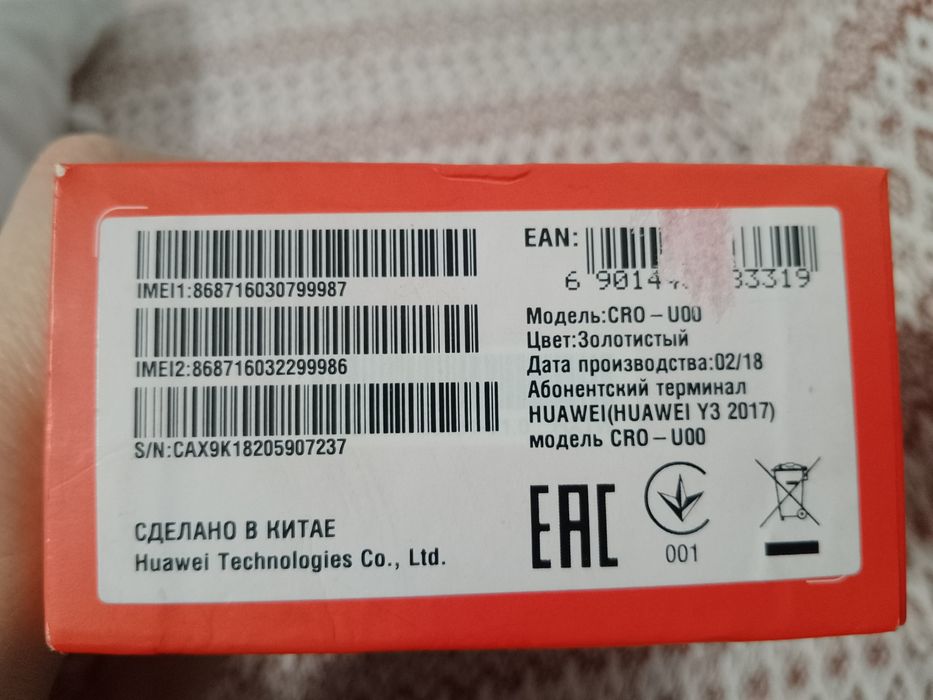 IMEI1:868716030799987
IMEI2:868716032299986
S/N:CAX9K18205907237
СДЕЛАНО В КИТАЕ
Huawei Technologies Co., Ltd.
EAN:
Модель:CRO – U00
Цвет:Золотистый
Дата производства:02/18
Абонентский терминал
HUAWEI(HUAWEI Y3 2017)
модель CRO – U00
EAC
001